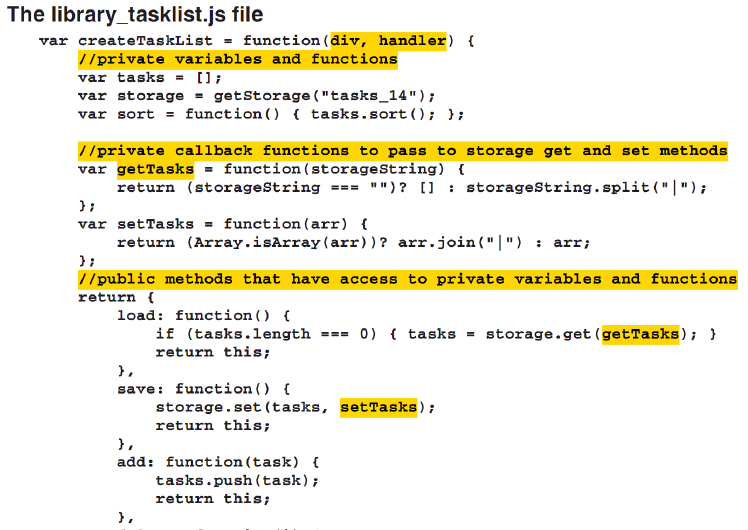 The library_tasklist.js file
var createTaskList = function(div, handler) {
//private variables and functions
var tasks = [];
var storage = getStorage("tasks_14");
var sort = function() { tasks.sort(); };
//private callback functions to pass to storage get and set methods
var getTasks = function(storageString) {
return (storageString === "")? [] : storageString.split("|");
};
var setTasks = function(arr) {
return (Array.isArray(arr))? arr.join("|") : arr;
};
//public methods that have access to private variables and functions
return {
load: function() {
if (tasks.length === 0) { tasks = storage.get(getTasks); }
return this;
},
save: function() {
storage.set(tasks, setTasks);
return this;
},
add: function(task) {
tasks.push(task);
return this;
},